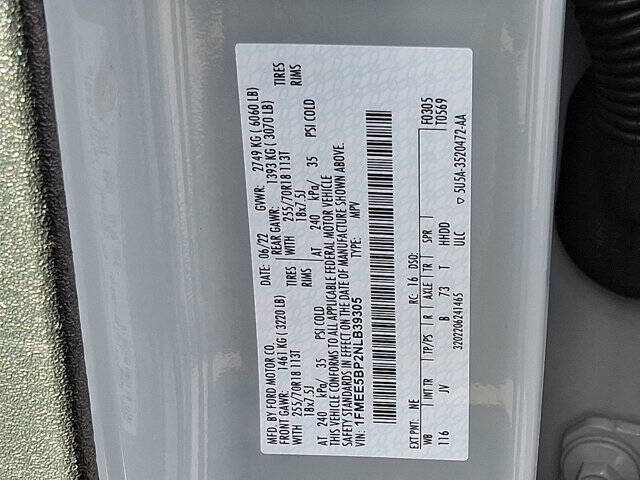 MFD. BY FORD MOTOR CO.
DATE: 06/22 GVWR: 2749 KG ( 6060 LB)
FRONT GAWR: 1461 KG ( 3220 LB) REAR GAWR: 1393 KG ( 3070 LB)
WITH 255/70R18 113T TIRES WITH 255/70R18 113T TIRES
18x7.5J RIMS 18x7.5J RIMS
AT 240 kPa/ 35 PSI COLD AT 240 kPa/ 35 PSI COLD
THIS VEHICLE CONFORMS TO ALL APPLICABLE FEDERAL MOTOR VEHICLE
SAFETY STANDARDS IN EFFECT ON THE DATE OF MANUFACTURE SHOWN ABOVE.
VIN: 1FMEE5BP2NLB39305 TYPE: MPV
F0305
T0569
EXT PNT: NE RC: 16 DSO:
WB INT TR TP/PS R AXLE TR SPR
116 JV B 73 T HHDD
3202206241465 ULC ▽ 5U5A-3520472-AA